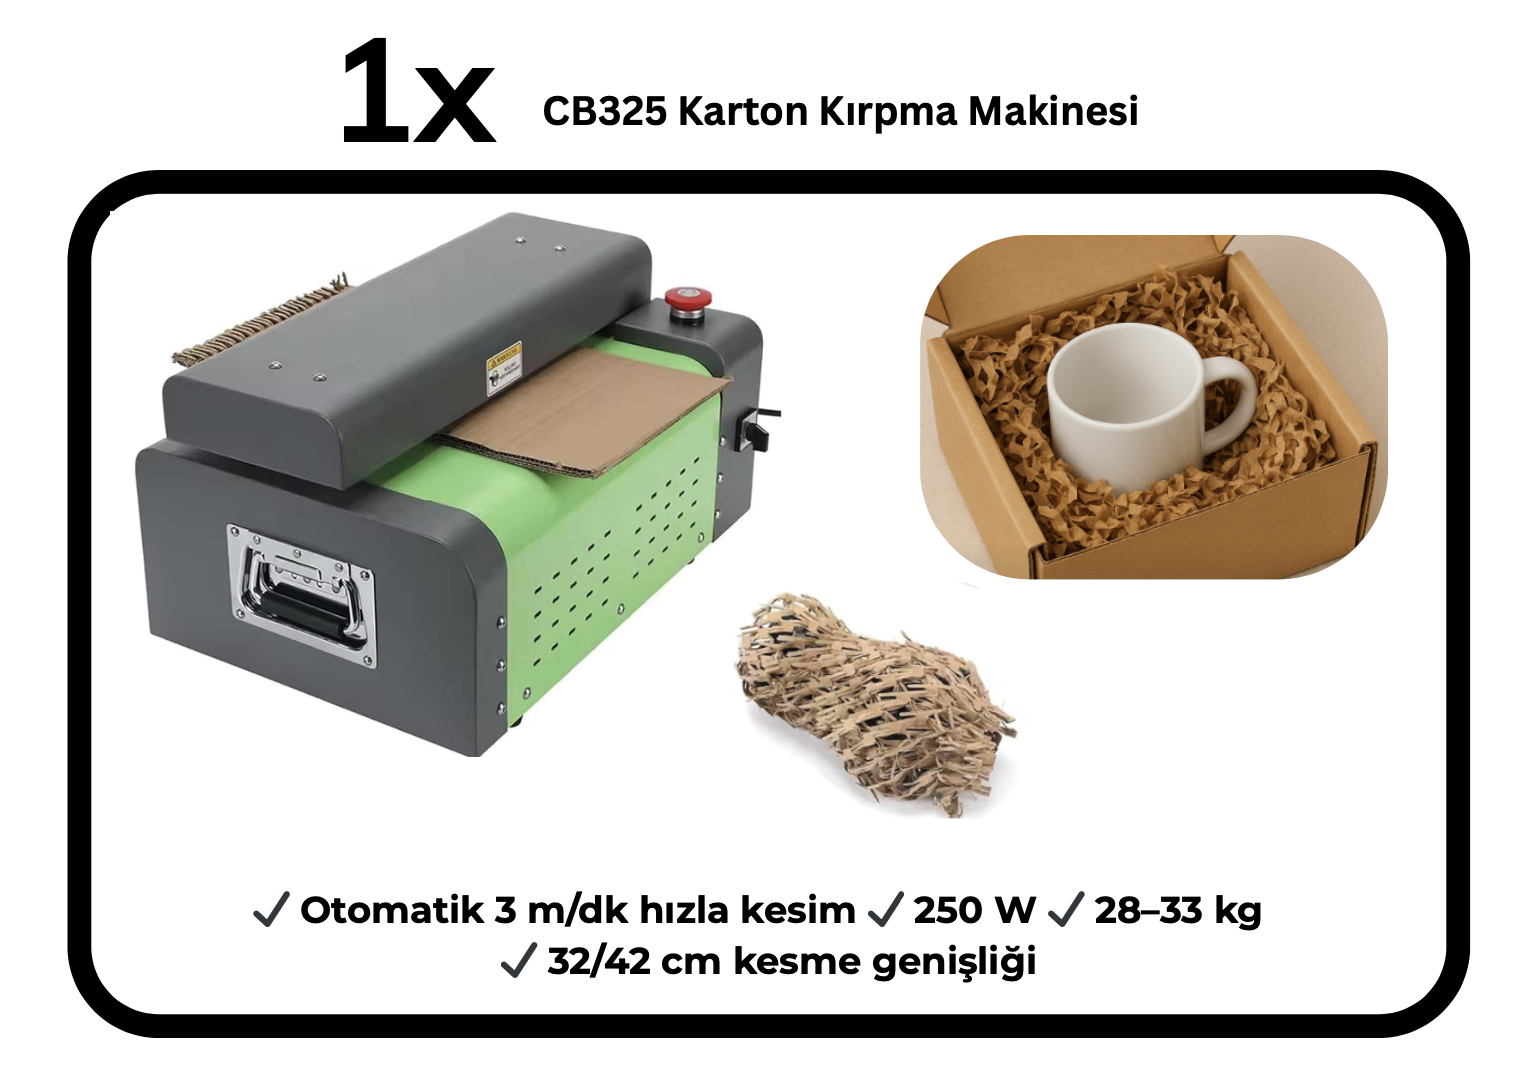 1x CB325 Karton Kırpma Makinesi
WARNING
✓ Otomatik 3 m/dk hızla kesim ✓ 250 W ✓ 28–33 kg
✓ 32/42 cm kesme genişliği